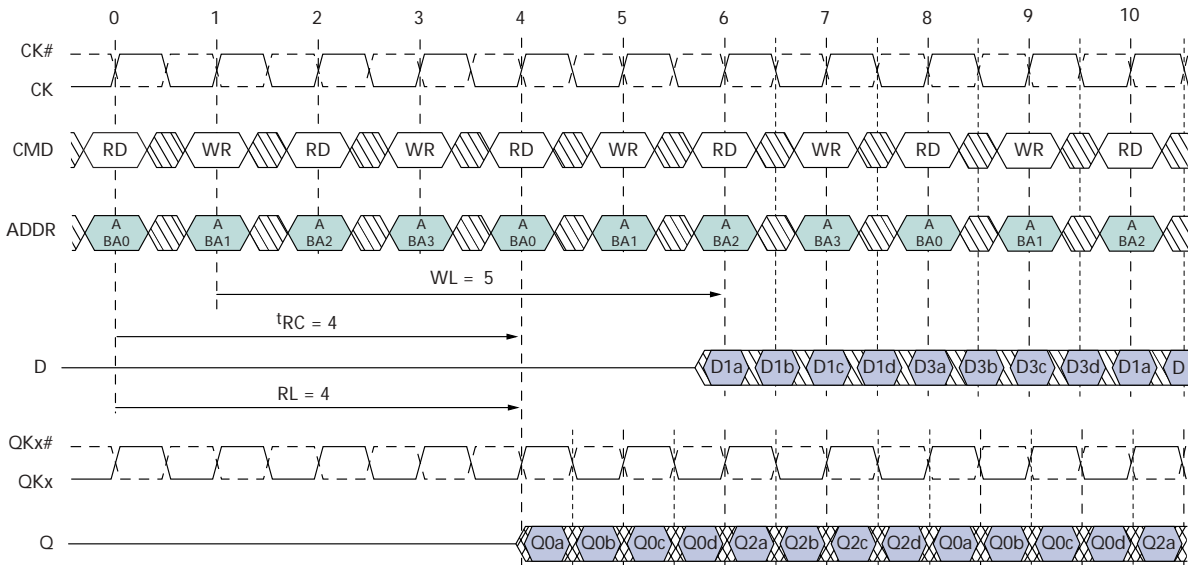 0 1 2 3 4 5 6 7 8 9 10
CK#
CK
CMD RD WR RD WR RD WR RD WR RD WR RD
ADDR A BA0 A BA1 A BA2 A BA3 A BA0 A BA1 A BA2 A BA3 A BA0 A BA1 A BA2
WL = 5
tRC = 4
D D1a D1b D1c D1d D3a D3b D3c D3d D1a D
RL = 4
QKx#
QKx
Q Q0a Q0b Q0c Q0d Q2a Q2b Q2c Q2d Q0a Q0b Q0c Q0d Q2a